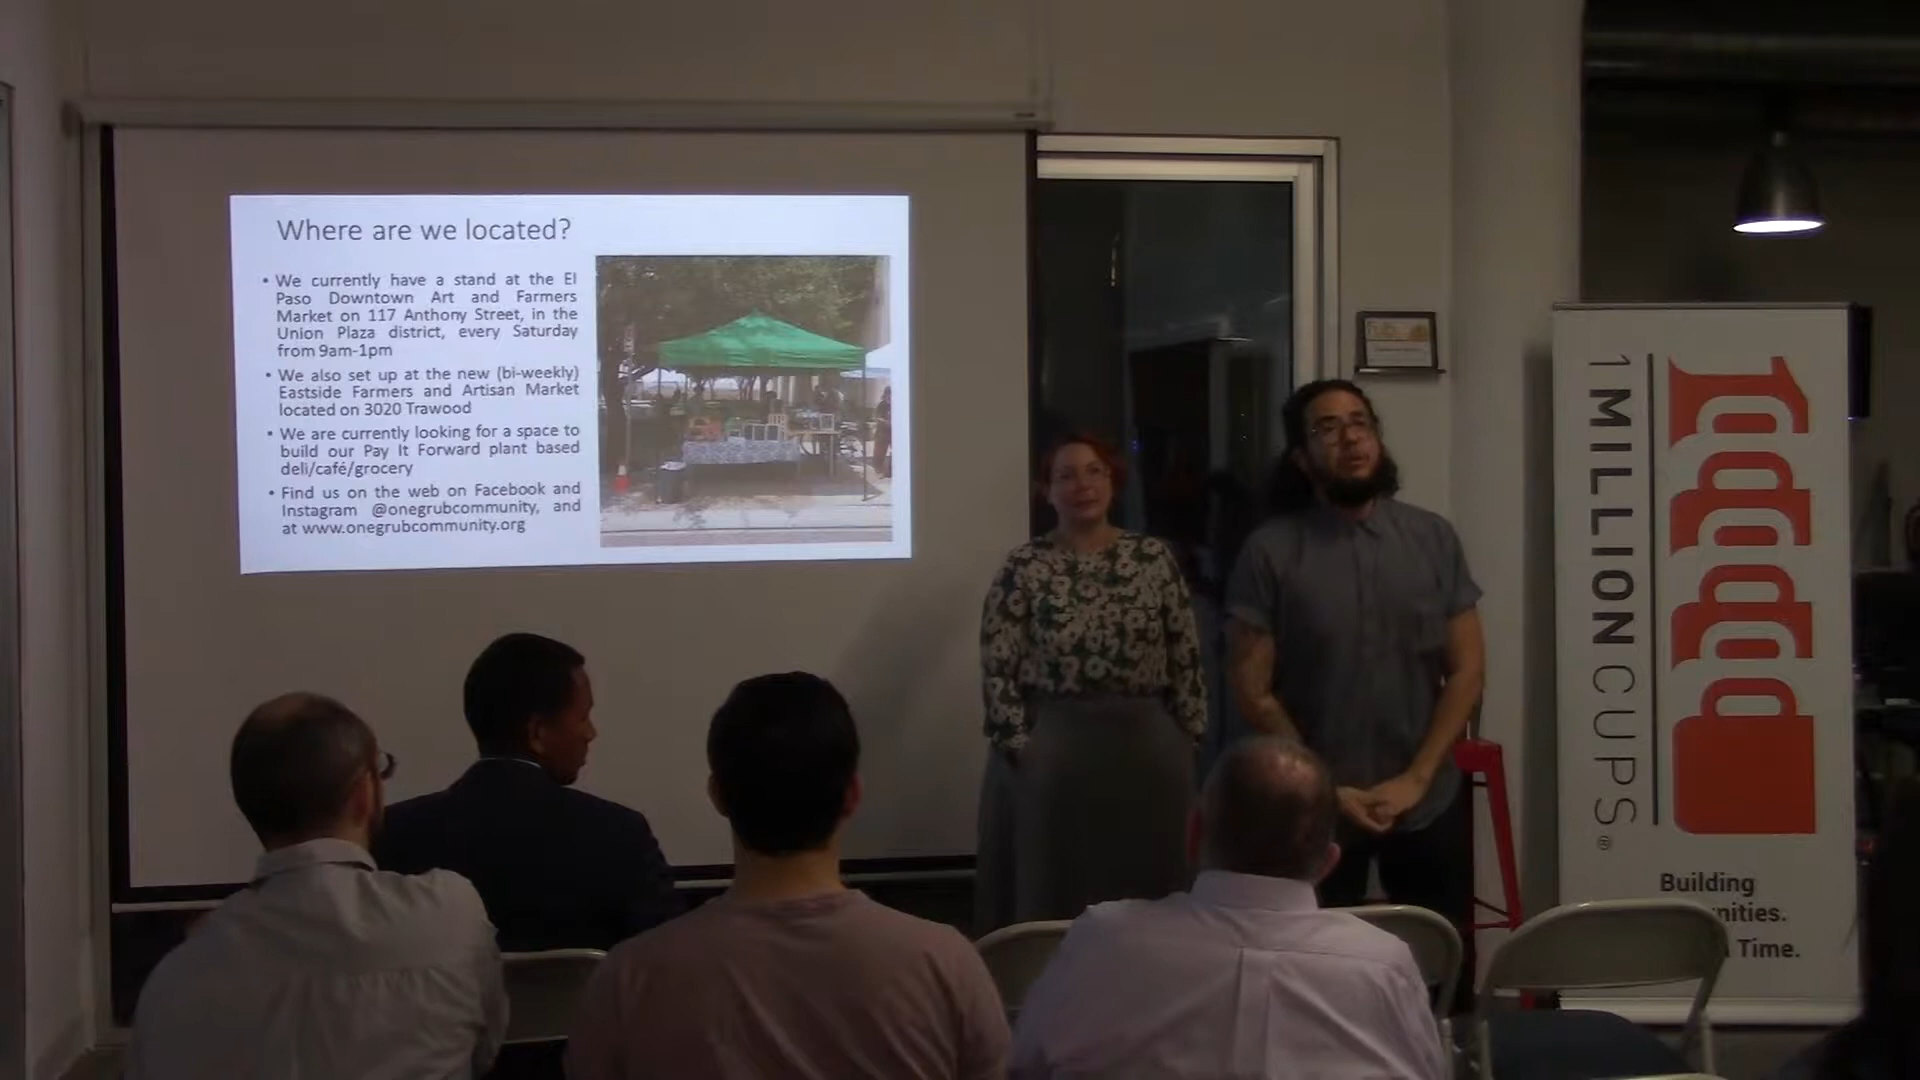 Where are we located?
• We currently have a stand at the El
Paso Downtown Art and Farmers
Market on 117 Anthony Street, in the
Union Plaza district, every Saturday
from 9am-1pm
• We also set up at the new (bi-weekly)
Eastside Farmers and Artisan Market
located on 3020 Trawood
• We are currently looking for a space to
build our Pay It Forward plant based
deli/café/grocery
• Find us on the web on Facebook and
Instagram @onegrubcommunity, and
at www.onegrubcommunity.org
1 MILLION CUPS®
Building
nities.
Time.